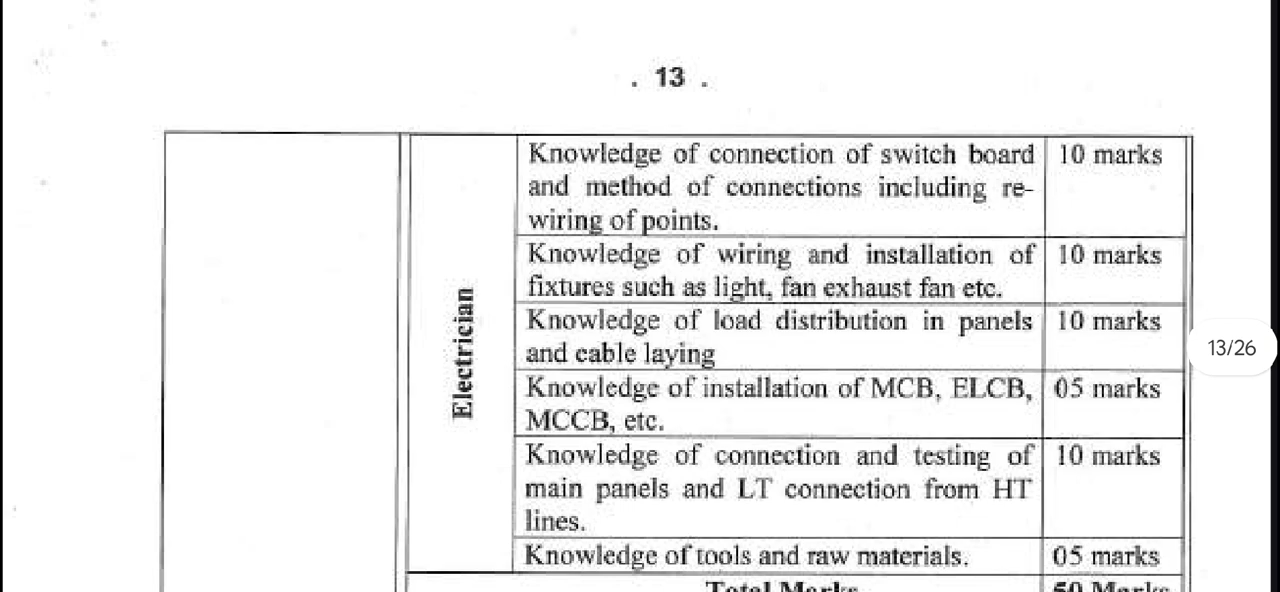 . 13 .
Electrician
Knowledge of connection of switch board
and method of connections including re-
wiring of points.
10 marks
Knowledge of wiring and installation of
fixtures such as light, fan exhaust fan etc.
10 marks
Knowledge of load distribution in panels
and cable laying
10 marks
Knowledge of installation of MCB, ELCB,
MCCB, etc.
05 marks
Knowledge of connection and testing of
main panels and LT connection from HT
lines.
10 marks
Knowledge of tools and raw materials.
05 marks
Total Marks
50 Marks
13/26